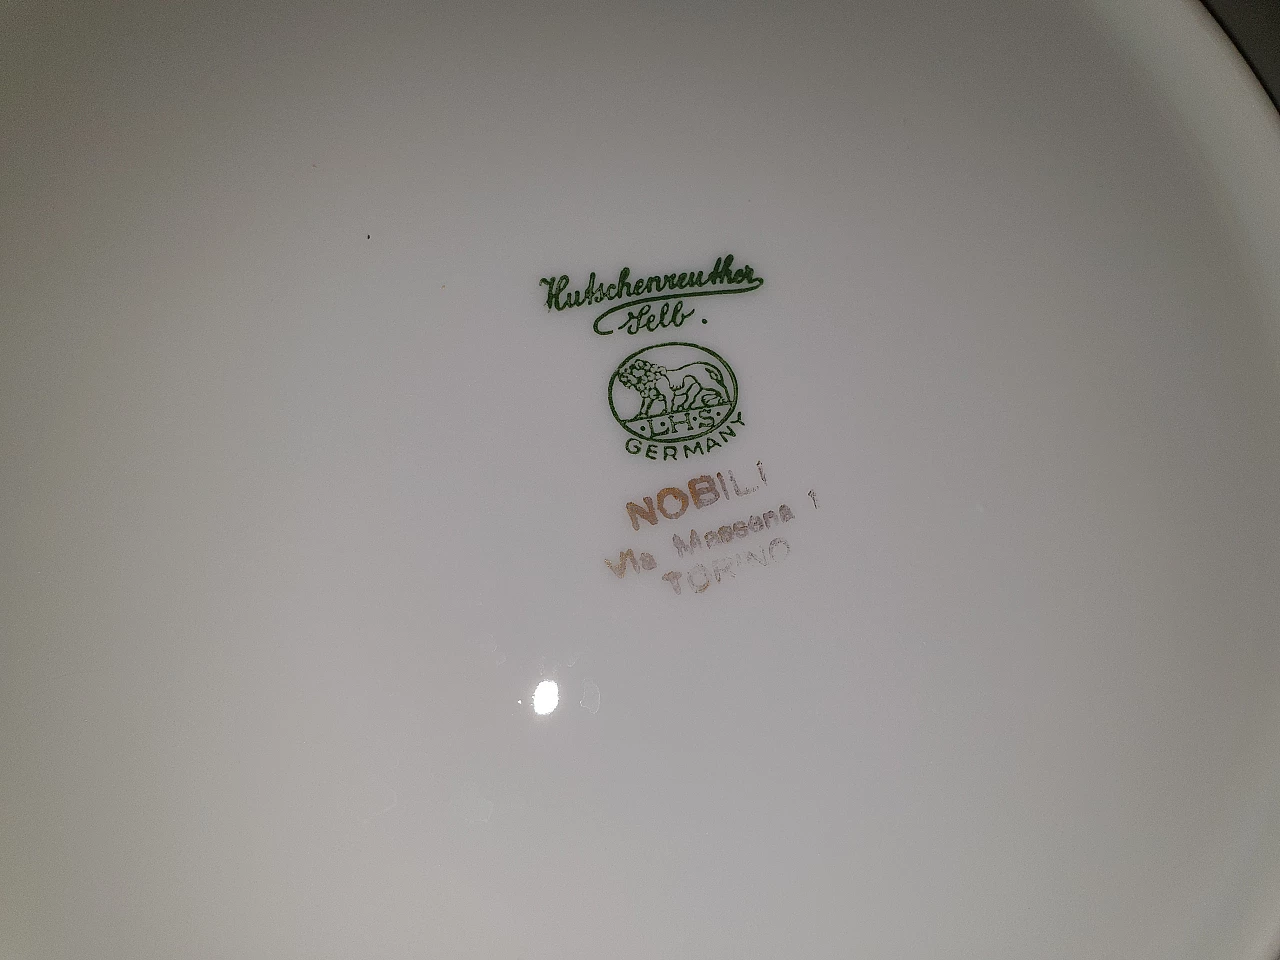 Hutschenreuther
Selb.
·L·H·S·
GERMANY
NOBILI
Via Massena 1
TORINO